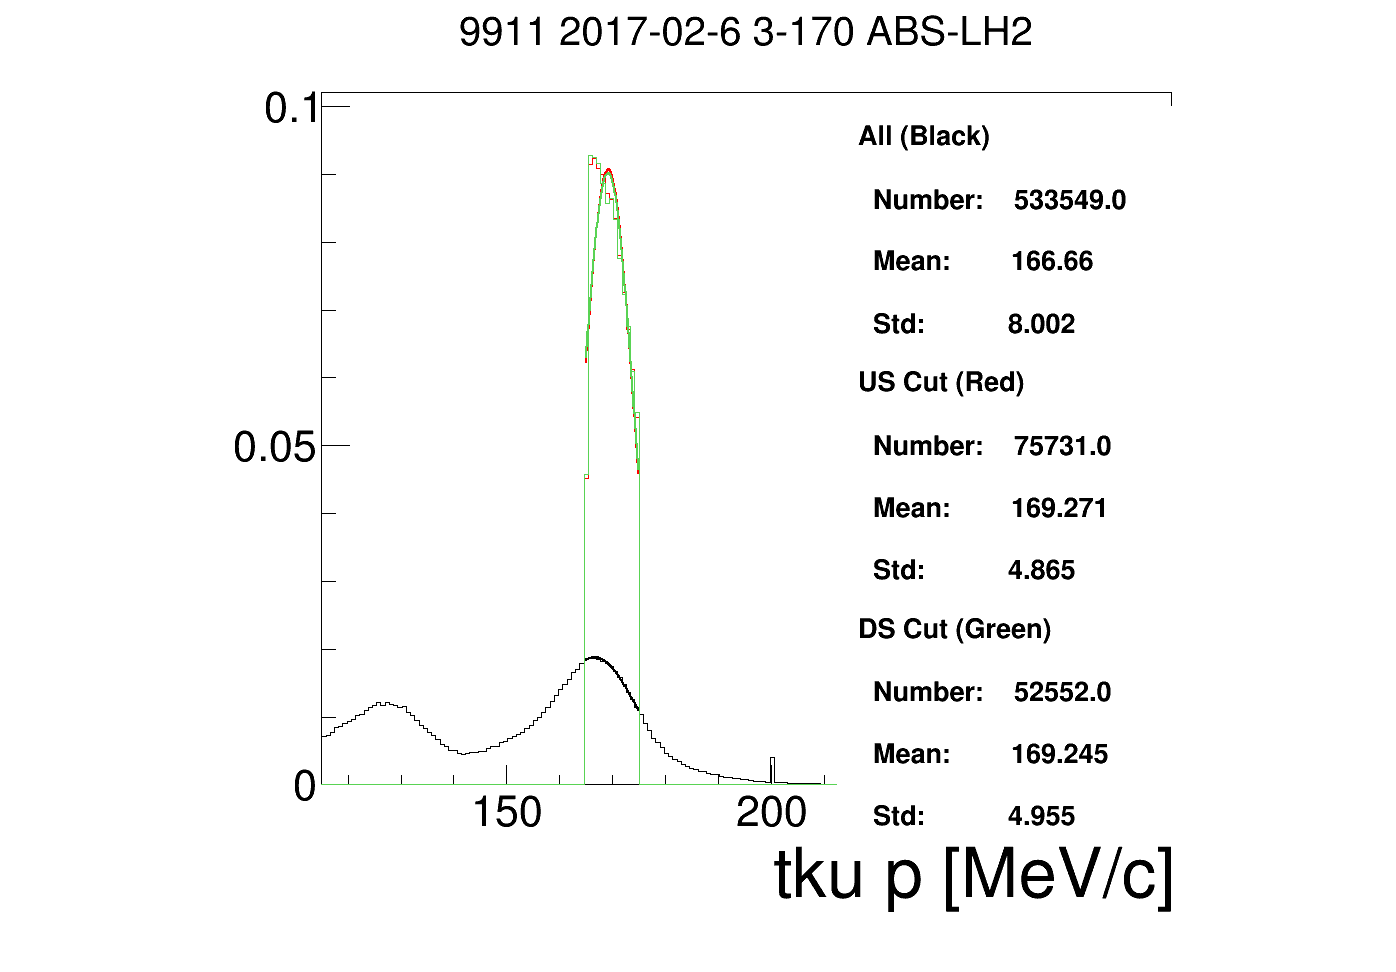 9911 2017-02-6 3-170 ABS-LH2
0.1
0.05
0
150 200
tku p [MeV/c]
All (Black)
Number: 533549.0
Mean: 166.66
Std: 8.002
US Cut (Red)
Number: 75731.0
Mean: 169.271
Std: 4.865
DS Cut (Green)
Number: 52552.0
Mean: 169.245
Std: 4.955